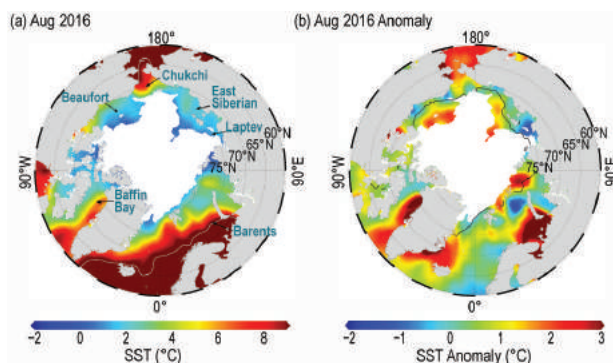 (a) Aug 2016
(b) Aug 2016 Anomaly
180°
180°
Chukchi
Beaufort
East
Siberian
Laptev
60°N
65°N
70°N
75°N
90°W
90°E
Baffin
Bay
Barents
0°
60°N
65°N
70°N
75°N
90°W
90°E
0°
−2 0 2 4 6 8
SST (°C)
−2 −1 0 1 2 3
SST Anomaly (°C)